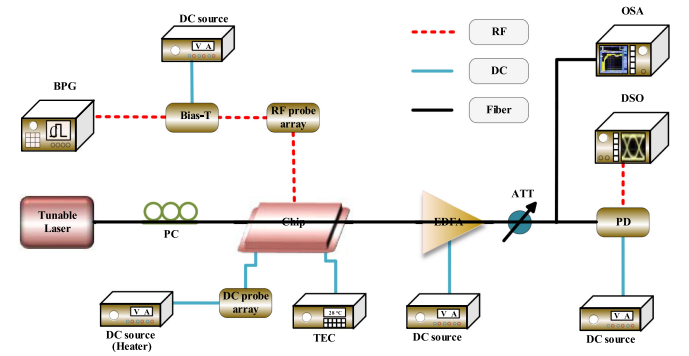 DC source
V A
OSA
RF
BPG
DC
DSO
Bias-T
RF probe
array
Fiber
ATT
Tunable
Laser
PC
Chip
EDFA
PD
DC probe
array
V A
20 °C
V A
V A
DC source
(Heater)
TEC
DC source
DC source